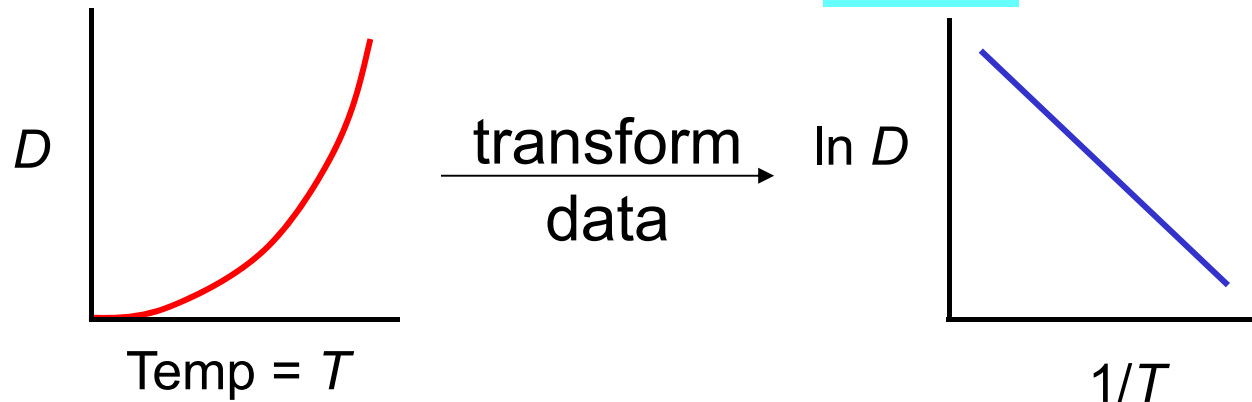 D
Temp = T
transform
data
ln D
1/T